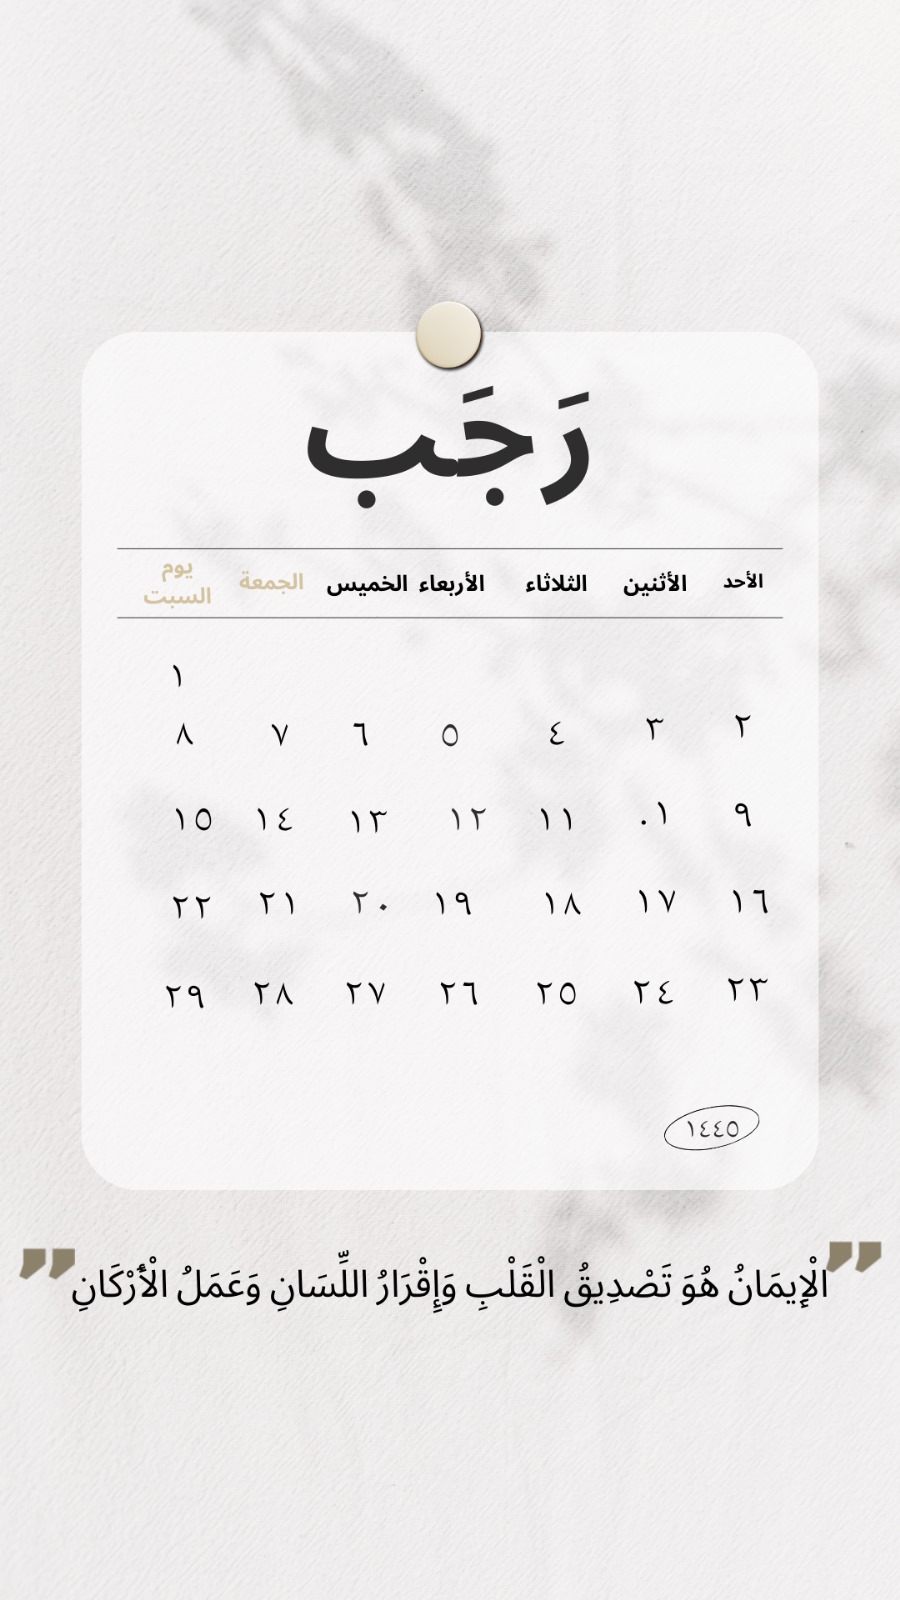 رَجَب
الأحد الأثنين الثلاثاء الأربعاء الخميس الجمعة يوم السبت
١
٢ ٣ ٤ ٥ ٦ ٧ ٨
٩ ٠١ ١١ ١٢ ١٣ ١٤ ١٥
١٦ ١٧ ١٨ ١٩ ٢٠ ٢١ ٢٢
٢٣ ٢٤ ٢٥ ٢٦ ٢٧ ٢٨ ٢٩
١٤٤٥
"الْإِيمَانُ هُوَ تَصْدِيقُ الْقَلْبِ وَإِقْرَارُ اللِّسَانِ وَعَمَلُ الْأَرْكَانِ"